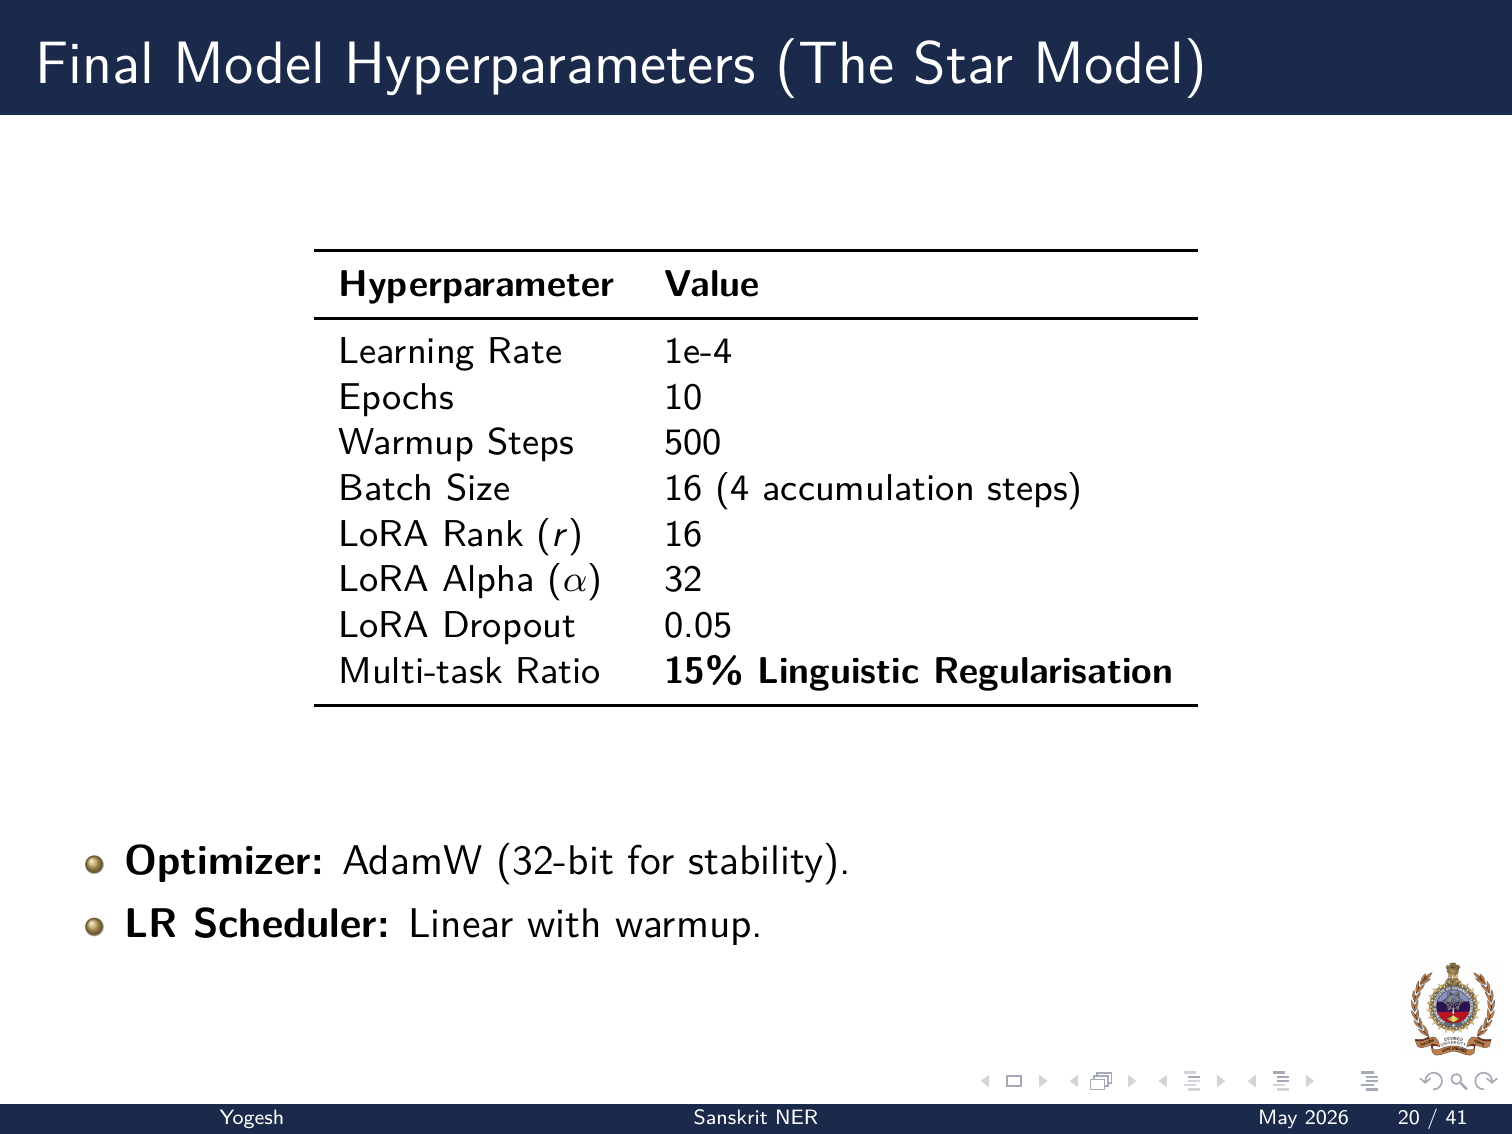 Final Model Hyperparameters (The Star Model)
Hyperparameter Value
Learning Rate 1e-4
Epochs 10
Warmup Steps 500
Batch Size 16 (4 accumulation steps)
LoRA Rank (r) 16
LoRA Alpha (α) 32
LoRA Dropout 0.05
Multi-task Ratio 15% Linguistic Regularisation
Optimizer: AdamW (32-bit for stability).
LR Scheduler: Linear with warmup.
Yogesh Sanskrit NER May 2026 20 / 41